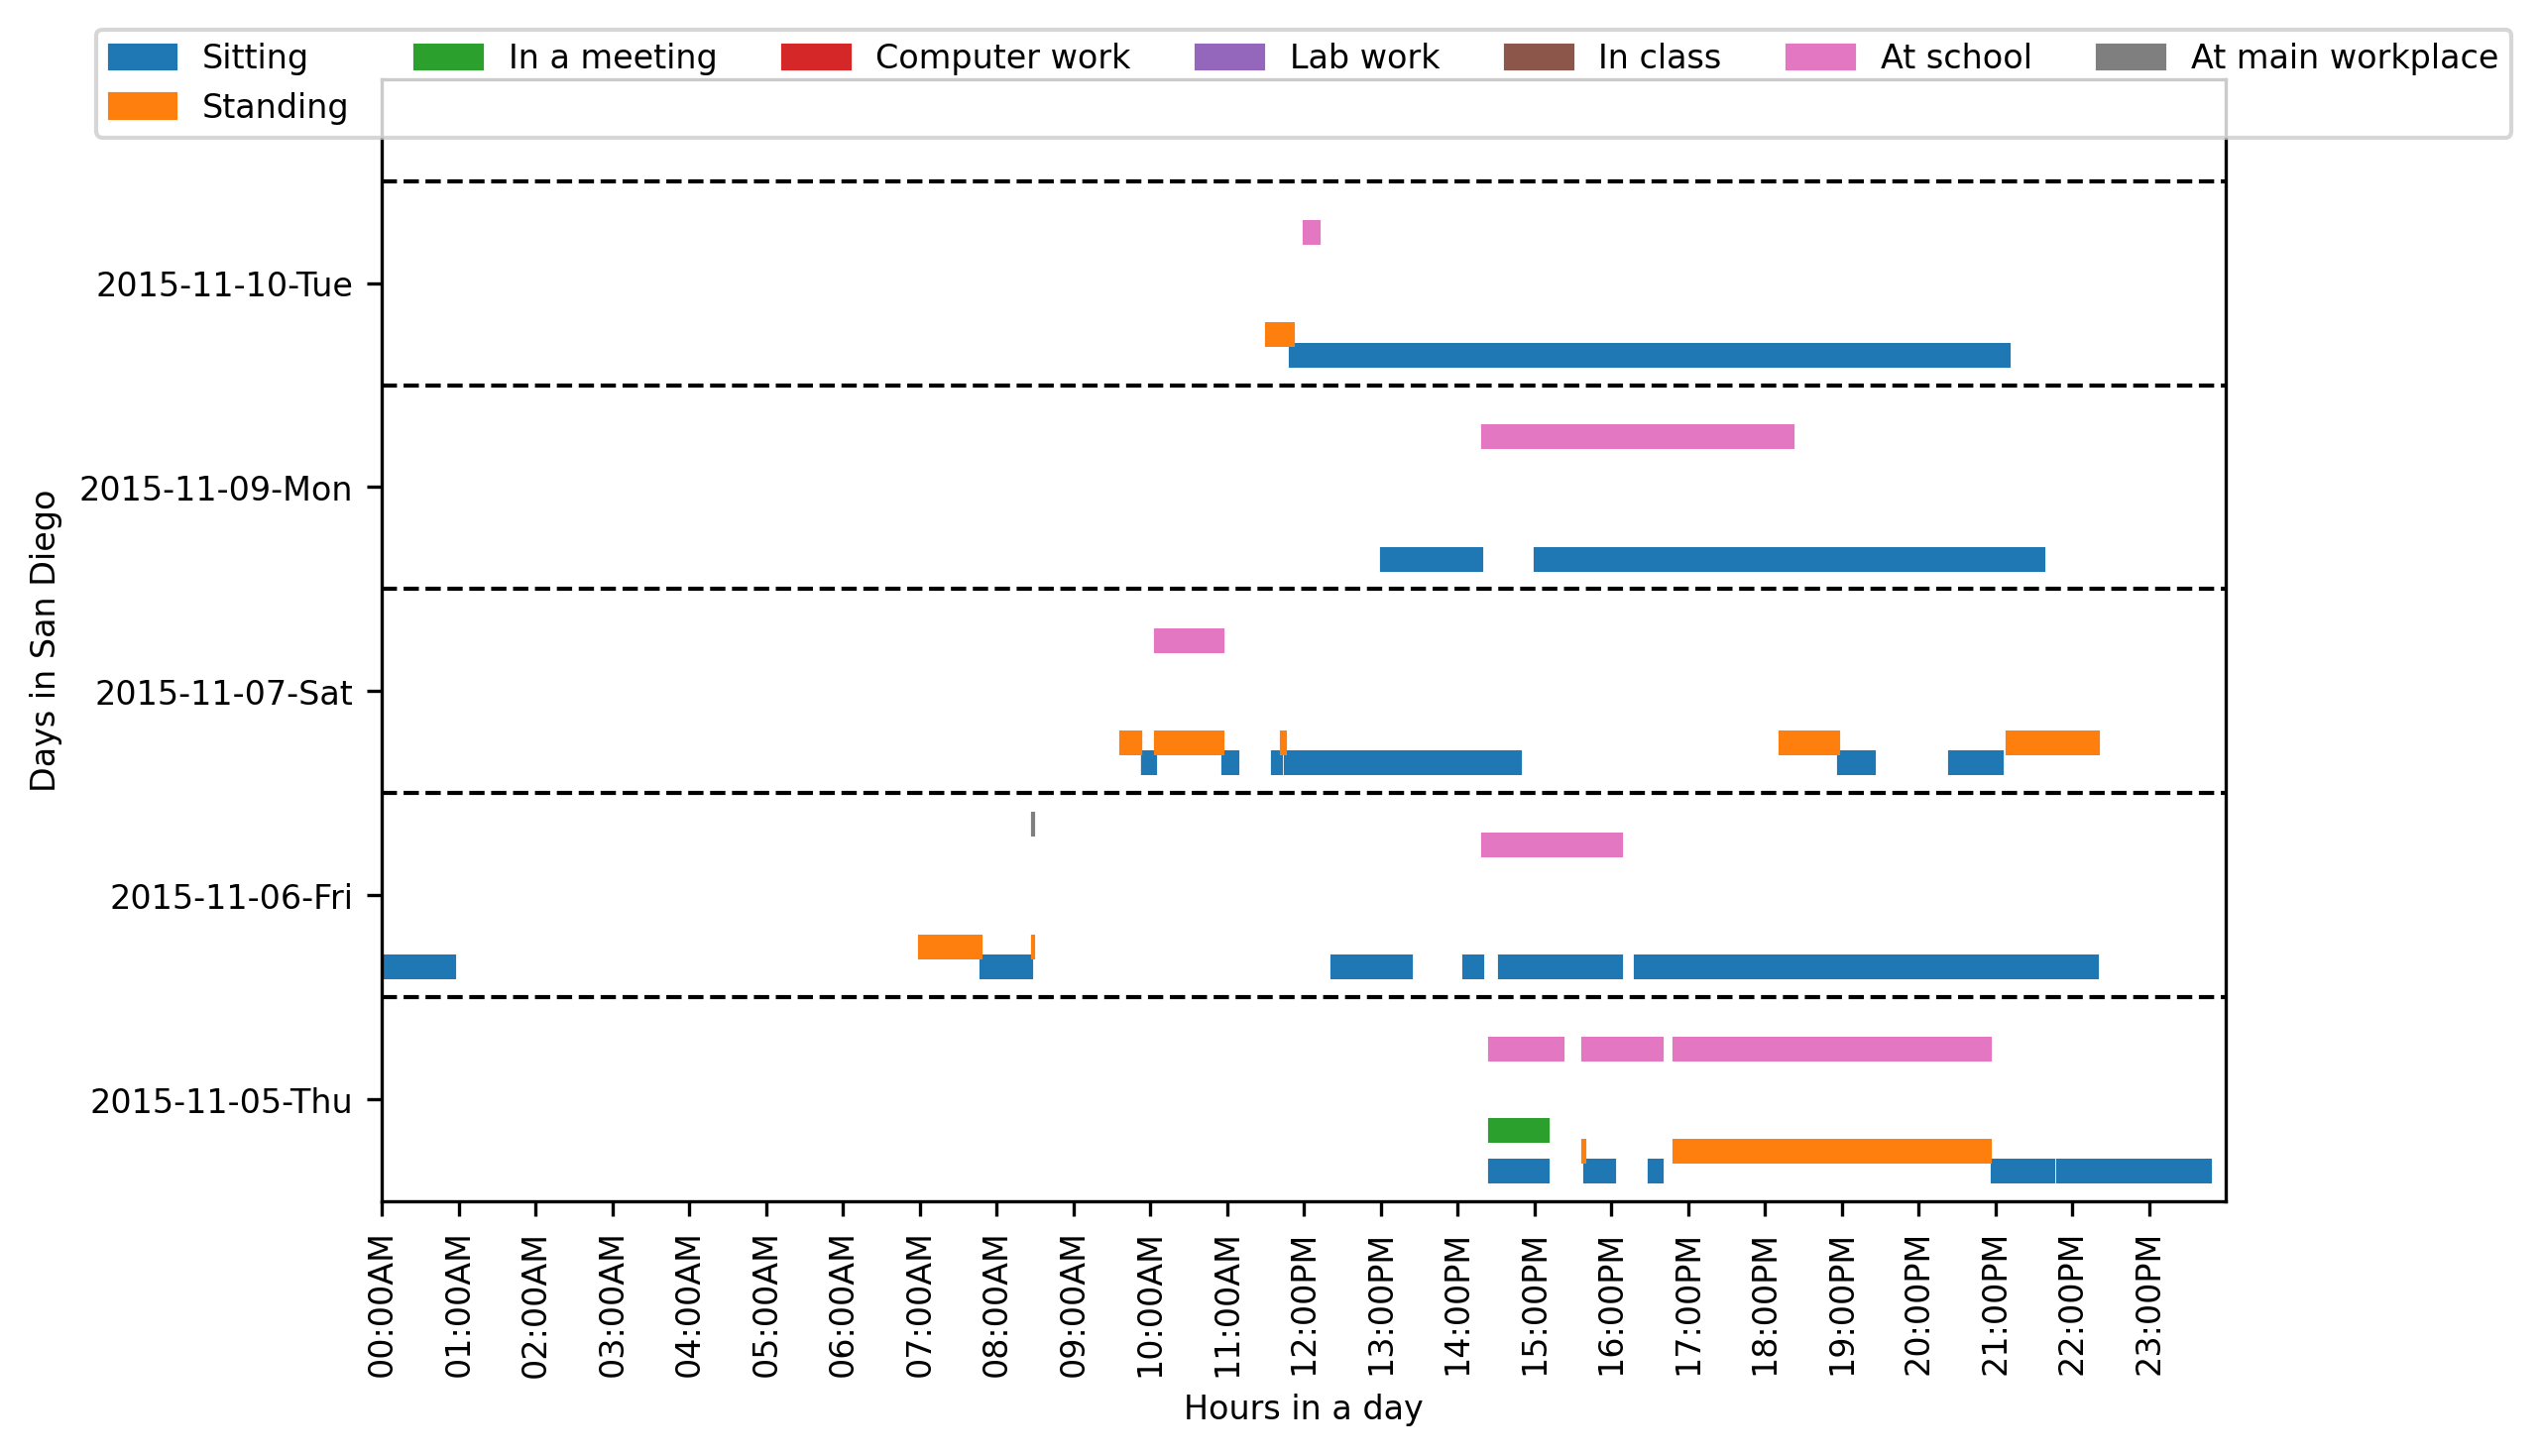 Sitting In a meeting Computer work Lab work In class At school At main workplace
Standing
2015-11-10-Tue
2015-11-09-Mon
2015-11-07-Sat
2015-11-06-Fri
2015-11-05-Thu
Days in San Diego
00:00AM 01:00AM 02:00AM 03:00AM 04:00AM 05:00AM 06:00AM 07:00AM 08:00AM 09:00AM 10:00AM 11:00AM 12:00PM 13:00PM 14:00PM 15:00PM 16:00PM 17:00PM 18:00PM 19:00PM 20:00PM 21:00PM 22:00PM 23:00PM
Hours in a day